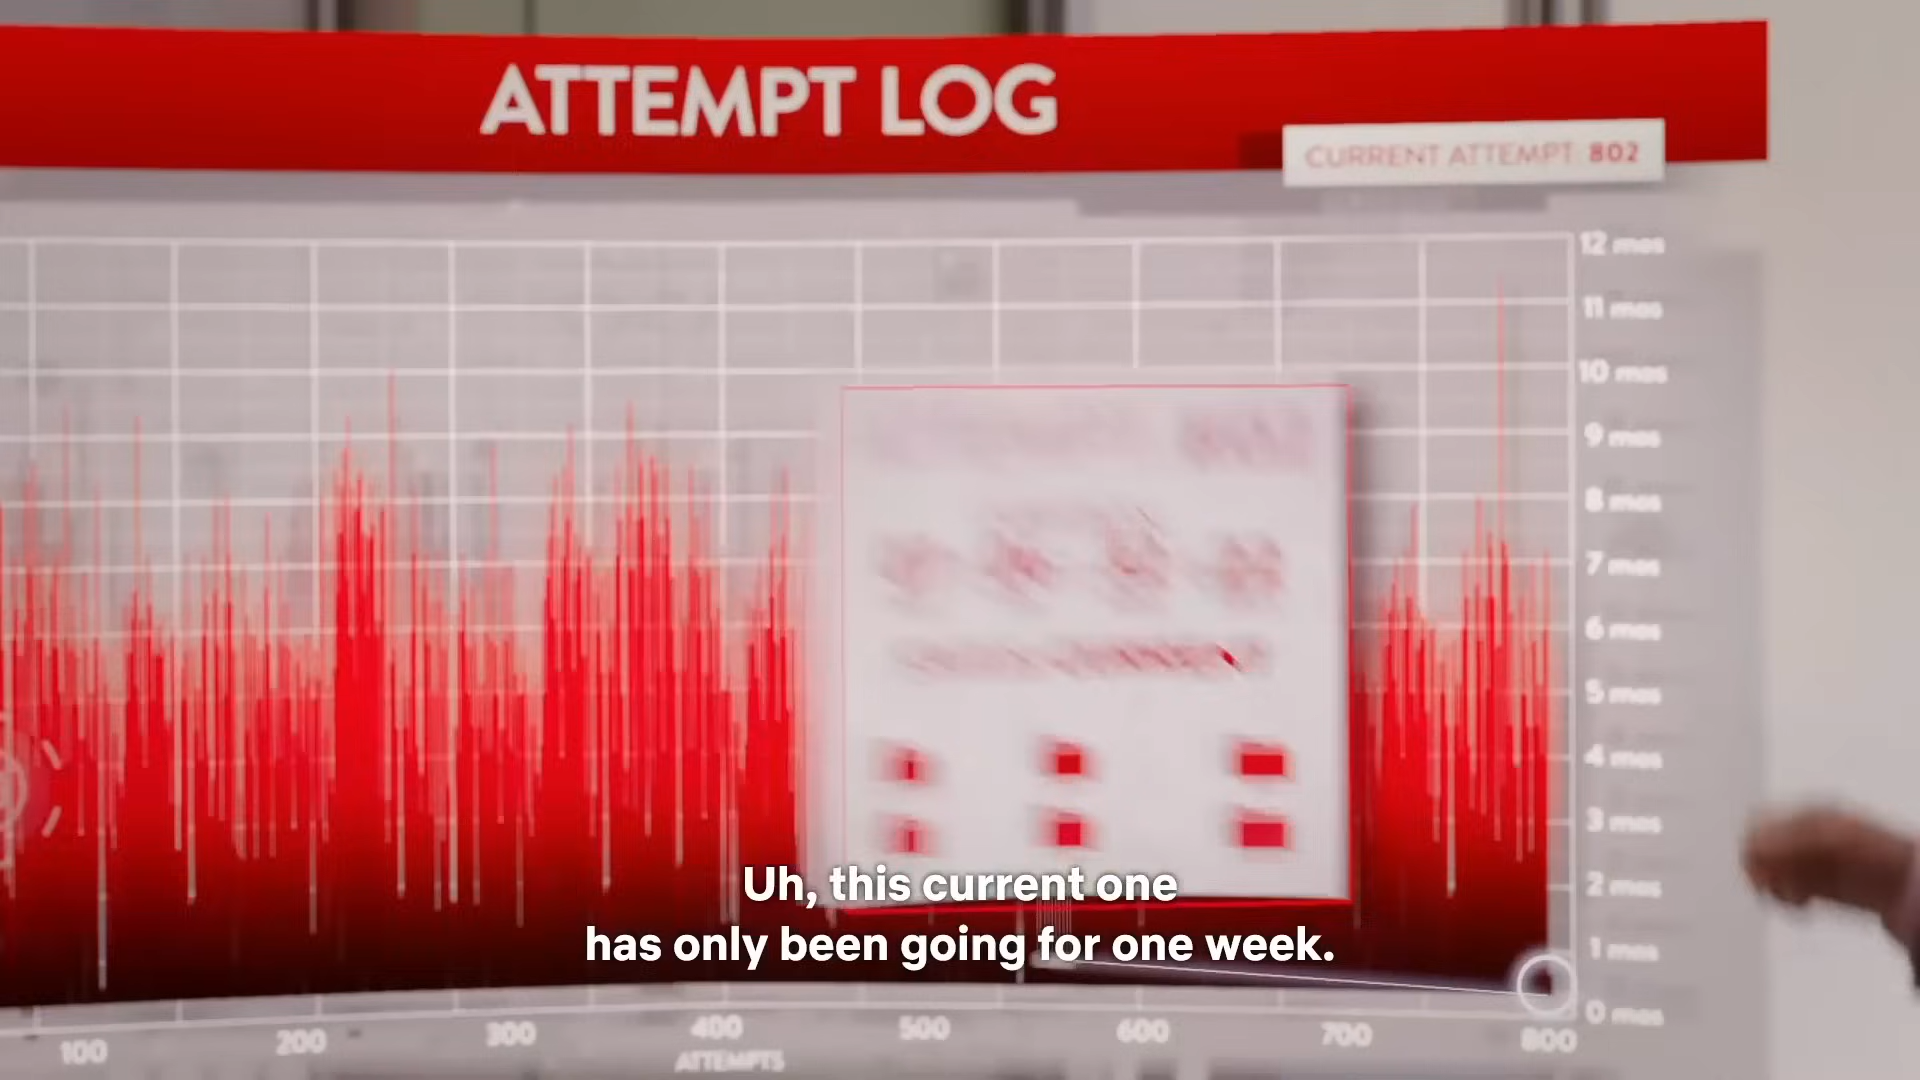 ATTEMPT LOG
CURRENT ATTEMPT 802
12 mos
11 mos
10 mos
9 mos
8 mos
7 mos
6 mos
5 mos
4 mos
3 mos
2 mos
1 mos
0 mos
100 200 300 400 500 600 700 800
ATTEMPTS
Uh, this current one
has only been going for one week.